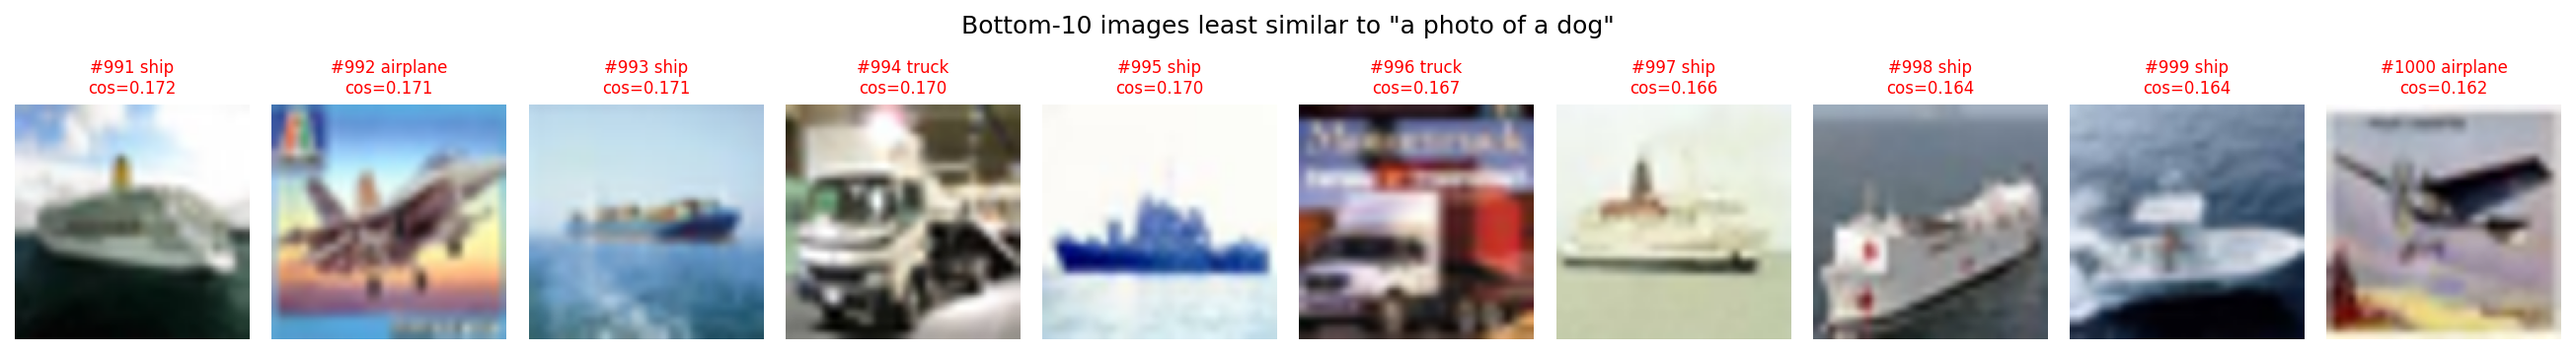 Bottom-10 images least similar to "a photo of a dog"
#991 ship
cos=0.172
#992 airplane
cos=0.171
#993 ship
cos=0.171
#994 truck
cos=0.170
#995 ship
cos=0.170
#996 truck
cos=0.167
#997 ship
cos=0.166
#998 ship
cos=0.164
#999 ship
cos=0.164
#1000 airplane
cos=0.162